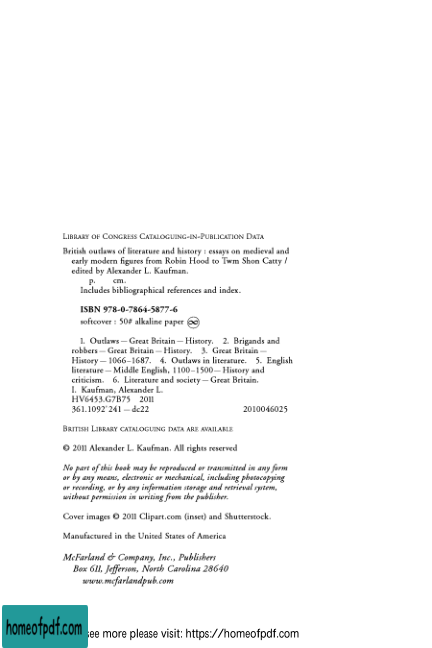 LIBRARY OF CONGRESS CATALOGUING-IN-PUBLICATION DATA
British outlaws of literature and history : essays on medieval and
early modern figures from Robin Hood to Twm Shon Catty /
edited by Alexander L. Kaufman.
p. cm.
Includes bibliographical references and index.
ISBN 978-0-7864-5877-6
softcover : 50# alkaline paper
1. Outlaws — Great Britain — History. 2. Brigands and
robbers — Great Britain — History. 3. Great Britain —
History — 1066–1687. 4. Outlaws in literature. 5. English
literature — Middle English, 1100–1500 — History and
criticism. 6. Literature and society — Great Britain.
I. Kaufman, Alexander L.
HV6453.G7B75 2011
361.1092'241 — dc22 2010046025
BRITISH LIBRARY CATALOGUING DATA ARE AVAILABLE
© 2011 Alexander L. Kaufman. All rights reserved
No part of this book may be reproduced or transmitted in any form
or by any means, electronic or mechanical, including photocopying
or recording, or by any information storage and retrieval system,
without permission in writing from the publisher.
Cover images © 2011 Clipart.com (inset) and Shutterstock.
Manufactured in the United States of America
McFarland & Company, Inc., Publishers
Box 611, Jefferson, North Carolina 28640
www.mcfarlandpub.com
homeofpdf.com
see more please visit: https://homeofpdf.com